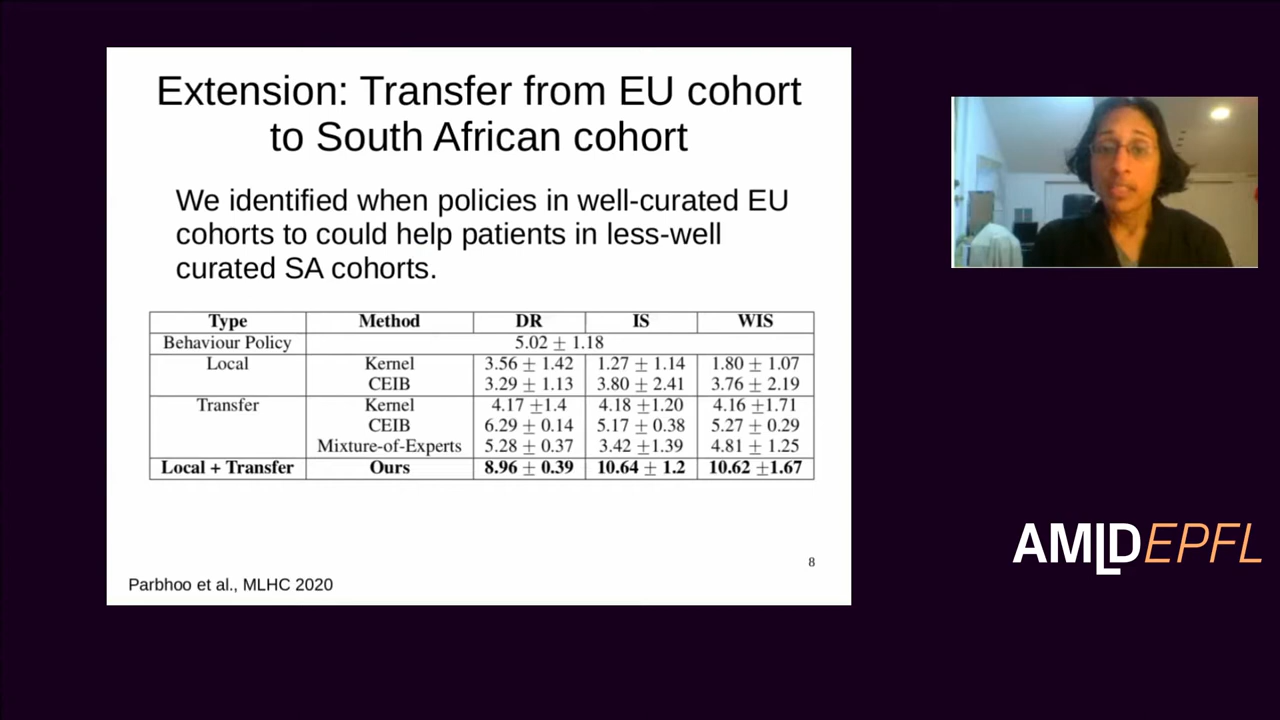 Extension: Transfer from EU cohort
to South African cohort
We identified when policies in well-curated EU
cohorts to could help patients in less-well
curated SA cohorts.
Type Method DR IS WIS
Behaviour Policy 5.02 ± 1.18
Local Kernel 3.56 ± 1.42 1.27 ± 1.14 1.80 ± 1.07
CEIB 3.29 ± 1.13 3.80 ± 2.41 3.76 ± 2.19
Transfer Kernel 4.17 ±1.4 4.18 ±1.20 4.16 ±1.71
CEIB 6.29 ± 0.14 5.17 ± 0.38 5.27 ± 0.29
Mixture-of-Experts 5.28 ± 0.37 3.42 ±1.39 4.81 ± 1.25
Local + Transfer Ours 8.96 ± 0.39 10.64 ± 1.2 10.62 ±1.67
8
Parbhoo et al., MLHC 2020
AMLDEPFL